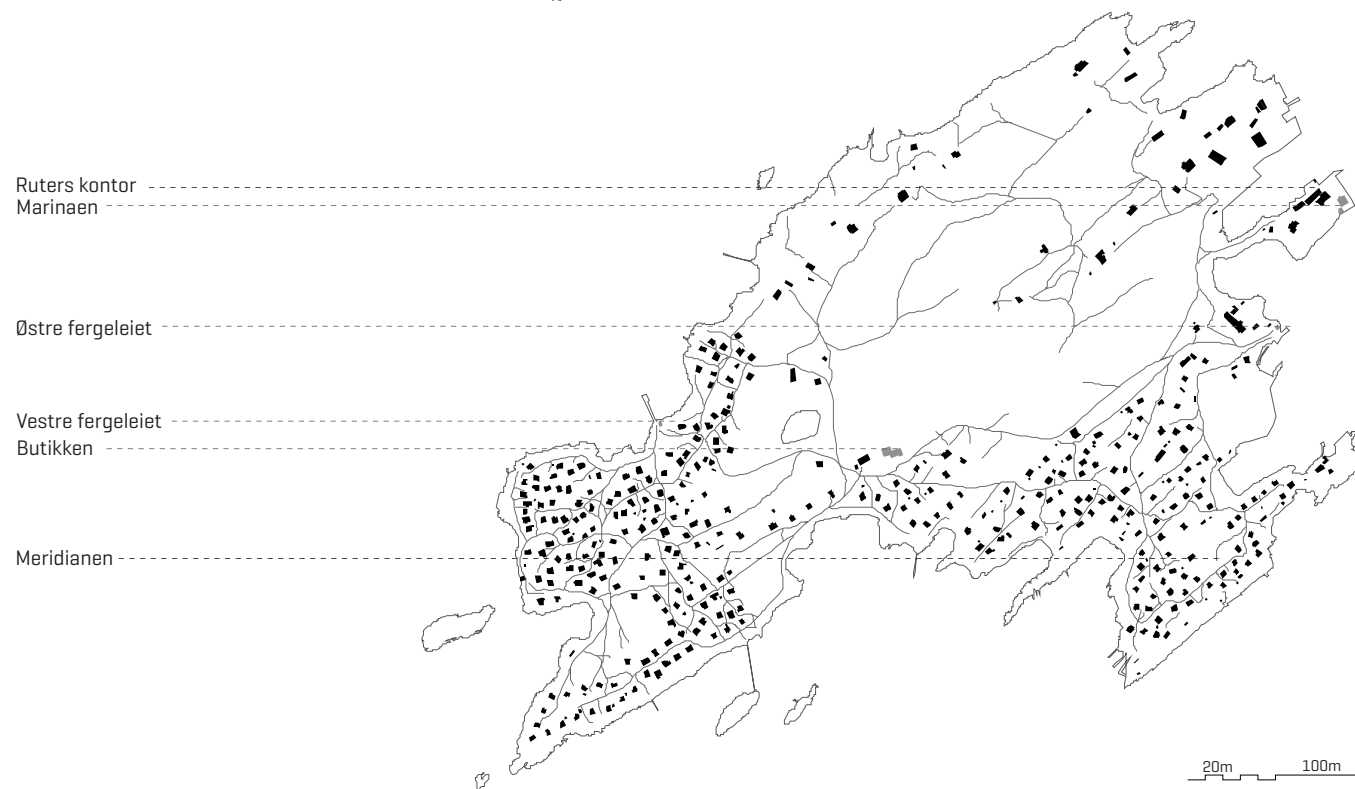 Ruters kontor
Marinaen
Østre fergeleiet
Vestre fergeleiet
Butikken
Meridianen
20m 100m